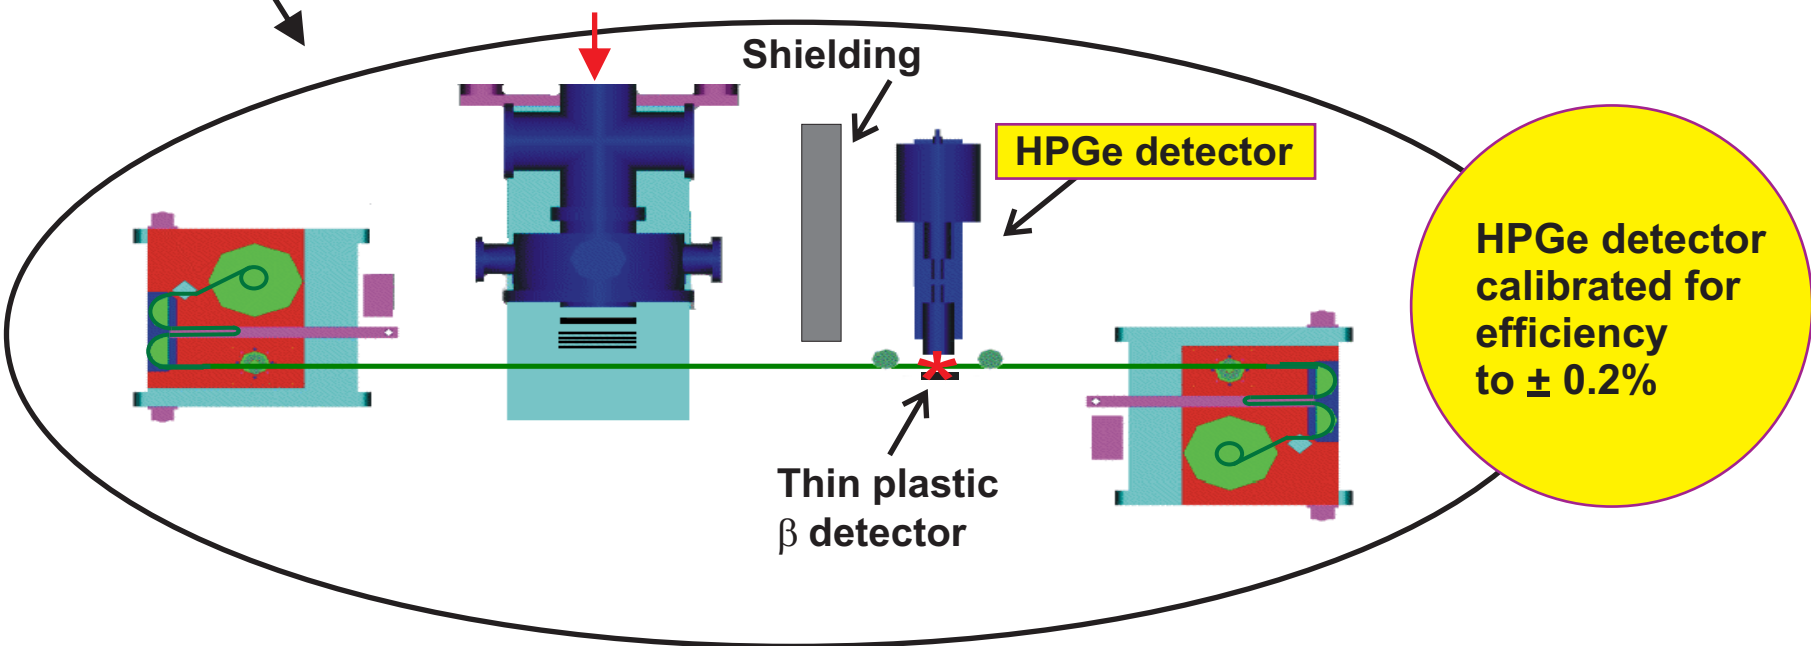 Shielding
HPGe detector
HPGe detector
calibrated for
efficiency
to ± 0.2%
Thin plastic
β detector